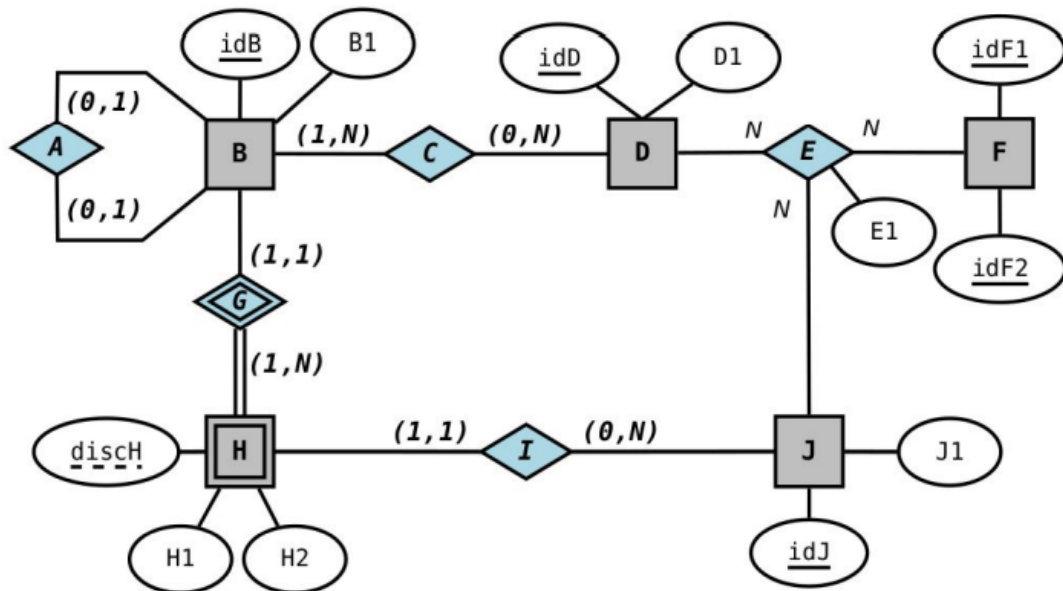 idB
B1
idD
D1
idF1
(0,1)
A
B
(1,N)
C
(0,N)
D
N
E
N
F
(0,1)
N
E1
idF2
(1,1)
G
(1,N)
discH
H
(1,1)
I
(0,N)
J
J1
H1
H2
idJ